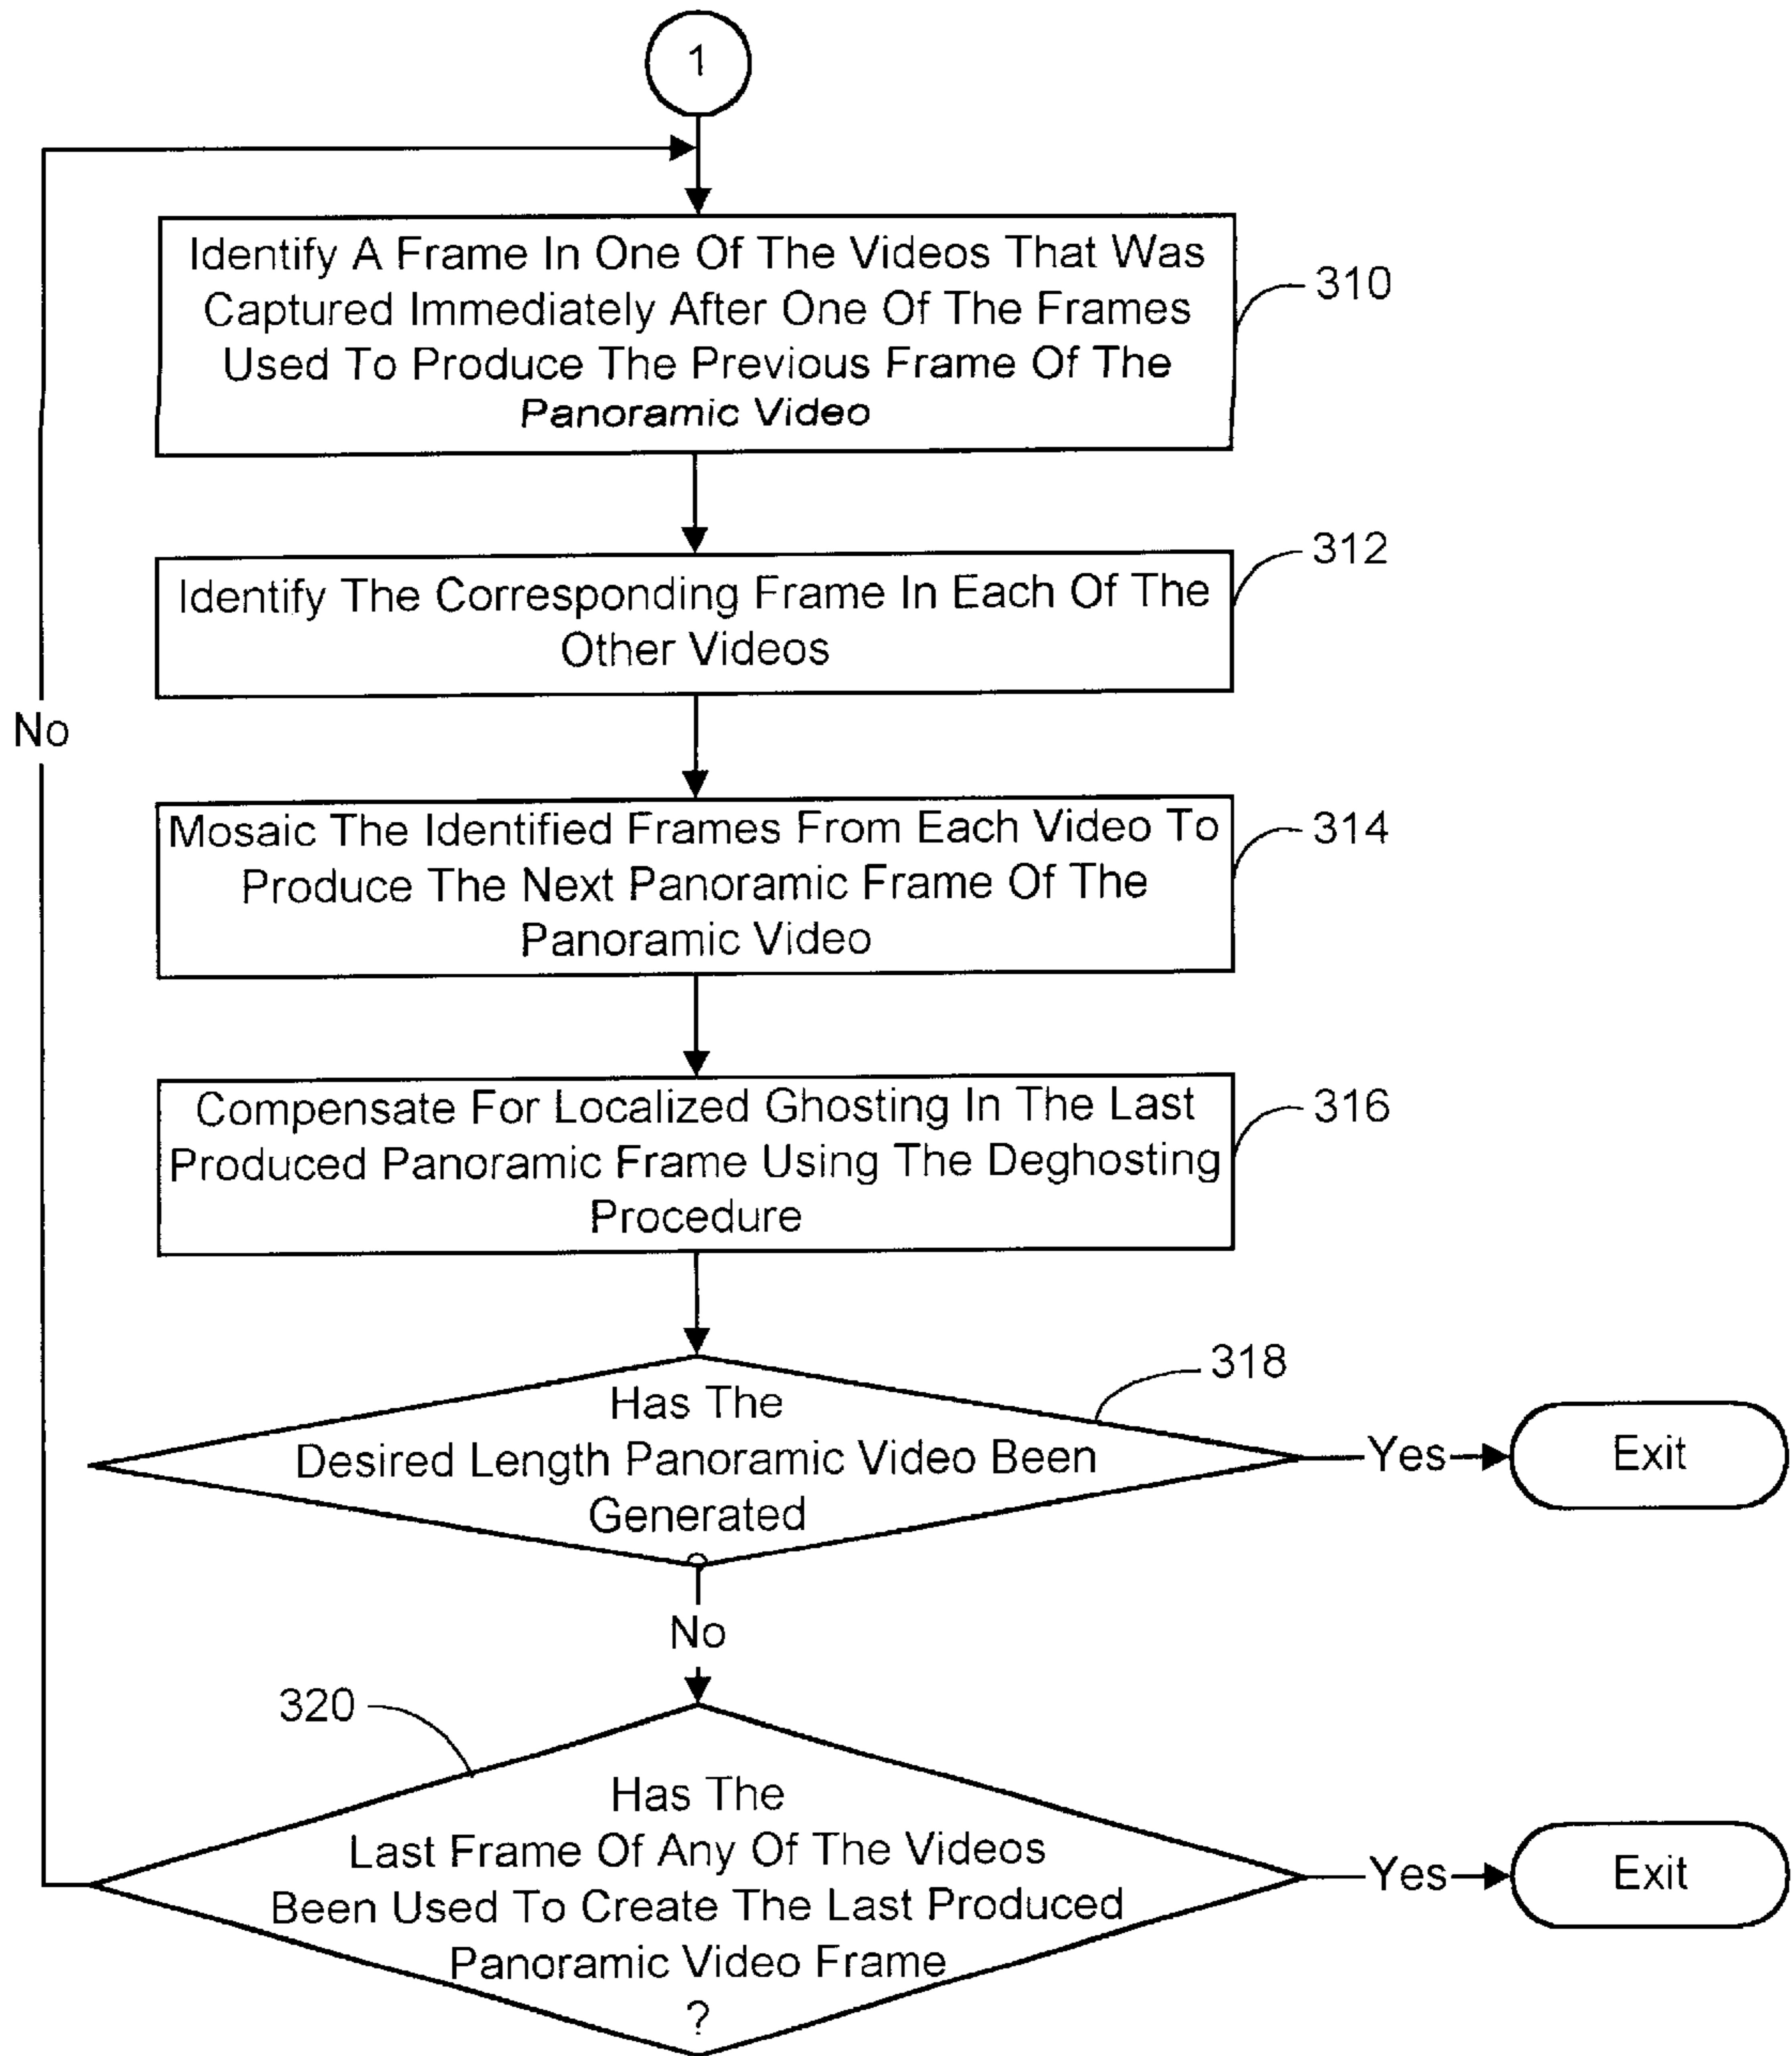 1
Identify A Frame In One Of The Videos That Was
Captured Immediately After One Of The Frames
Used To Produce The Previous Frame Of The
Panoramic Video
310
Identify The Corresponding Frame In Each Of The
Other Videos
312
No
Mosaic The Identified Frames From Each Video To
Produce The Next Panoramic Frame Of The
Panoramic Video
314
Compensate For Localized Ghosting In The Last
Produced Panoramic Frame Using The Deghosting
Procedure
316
318
Has The
Desired Length Panoramic Video Been
Generated
Yes
Exit
No
320
Has The
Last Frame Of Any Of The Videos
Been Used To Create The Last Produced
Panoramic Video Frame
?
Yes
Exit